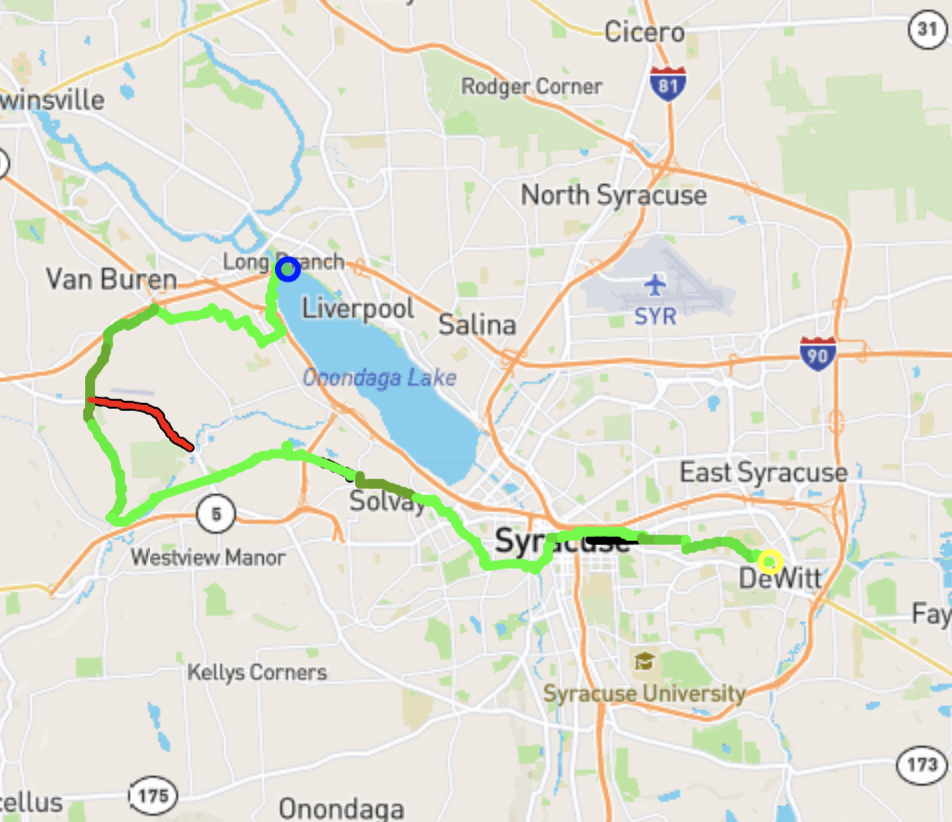 Cicero
31
81
Rodger Corner
winsville
North Syracuse
Long Branch
Van Buren
Liverpool
SYR
Salina
90
Onondaga Lake
East Syracuse
Solvay
5
Syracuse
Westview Manor
DeWitt
Fay
Kellys Corners
Syracuse University
173
175
cellus
Onondaga